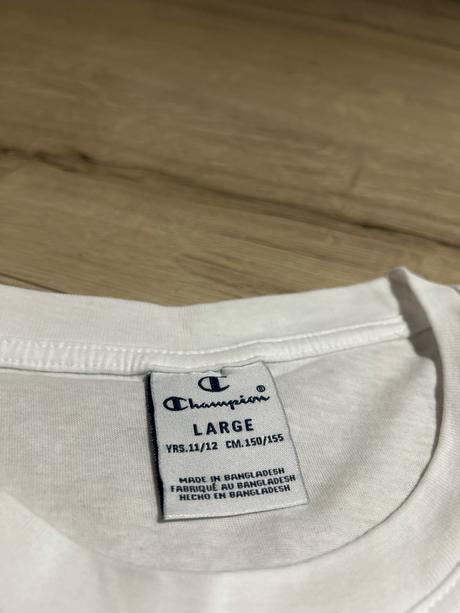 Champion®
LARGE
YRS.11/12 CM.150/155
MADE IN BANGLADESH
FABRIQUÉ AU BANGLADESH
HECHO EN BANGLADESH